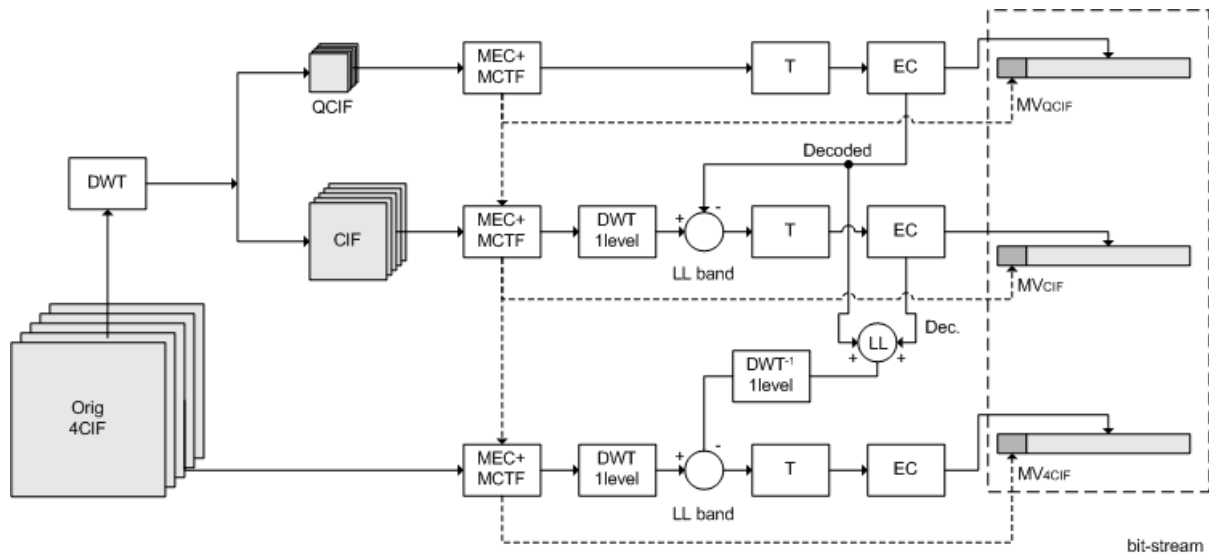 MEC+
MCTF
T
EC
QCIF
MVQCIF
Decoded
DWT
CIF
MEC+
MCTF
DWT
1level
+
-
T
EC
LL band
MVCIF
Dec.
LL
+
+
DWT-1
1level
Orig
4CIF
MEC+
MCTF
DWT
1level
+
-
T
EC
LL band
MV4CIF
bit-stream